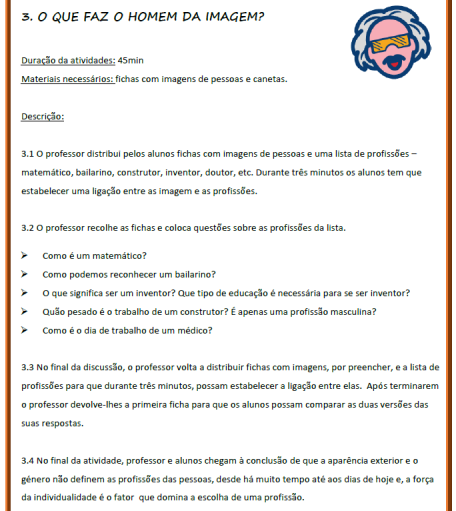 3. O QUE FAZ O HOMEM DA IMAGEM?
Duração da atividades: 45min
Materiais necessários: fichas com imagens de pessoas e canetas.
Descrição:
3.1 O professor distribui pelos alunos fichas com imagens de pessoas e uma lista de profissões –
matemático, bailarino, construtor, inventor, doutor, etc. Durante três minutos os alunos tem que
estabelecer uma ligação entre as imagem e as profissões.
3.2 O professor recolhe as fichas e coloca questões sobre as profissões da lista.
➢ Como é um matemático?
➢ Como podemos reconhecer um bailarino?
➢ O que significa ser um inventor? Que tipo de educação é necessária para se ser inventor?
➢ Quão pesado é o trabalho de um construtor? É apenas uma profissão masculina?
➢ Como é o dia de trabalho de um médico?
3.3 No final da discussão, o professor volta a distribuir fichas com imagens, por preencher, e a lista de
profissões para que durante três minutos, possam estabelecer a ligação entre elas. Após terminarem
o professor devolve-lhes a primeira ficha para que os alunos possam comparar as duas versões das
suas respostas.
3.4 No final da atividade, professor e alunos chegam à conclusão de que a aparência exterior e o
género não definem as profissões das pessoas, desde há muito tempo até aos dias de hoje e, a força
da individualidade é o fator que domina a escolha de uma profissão.